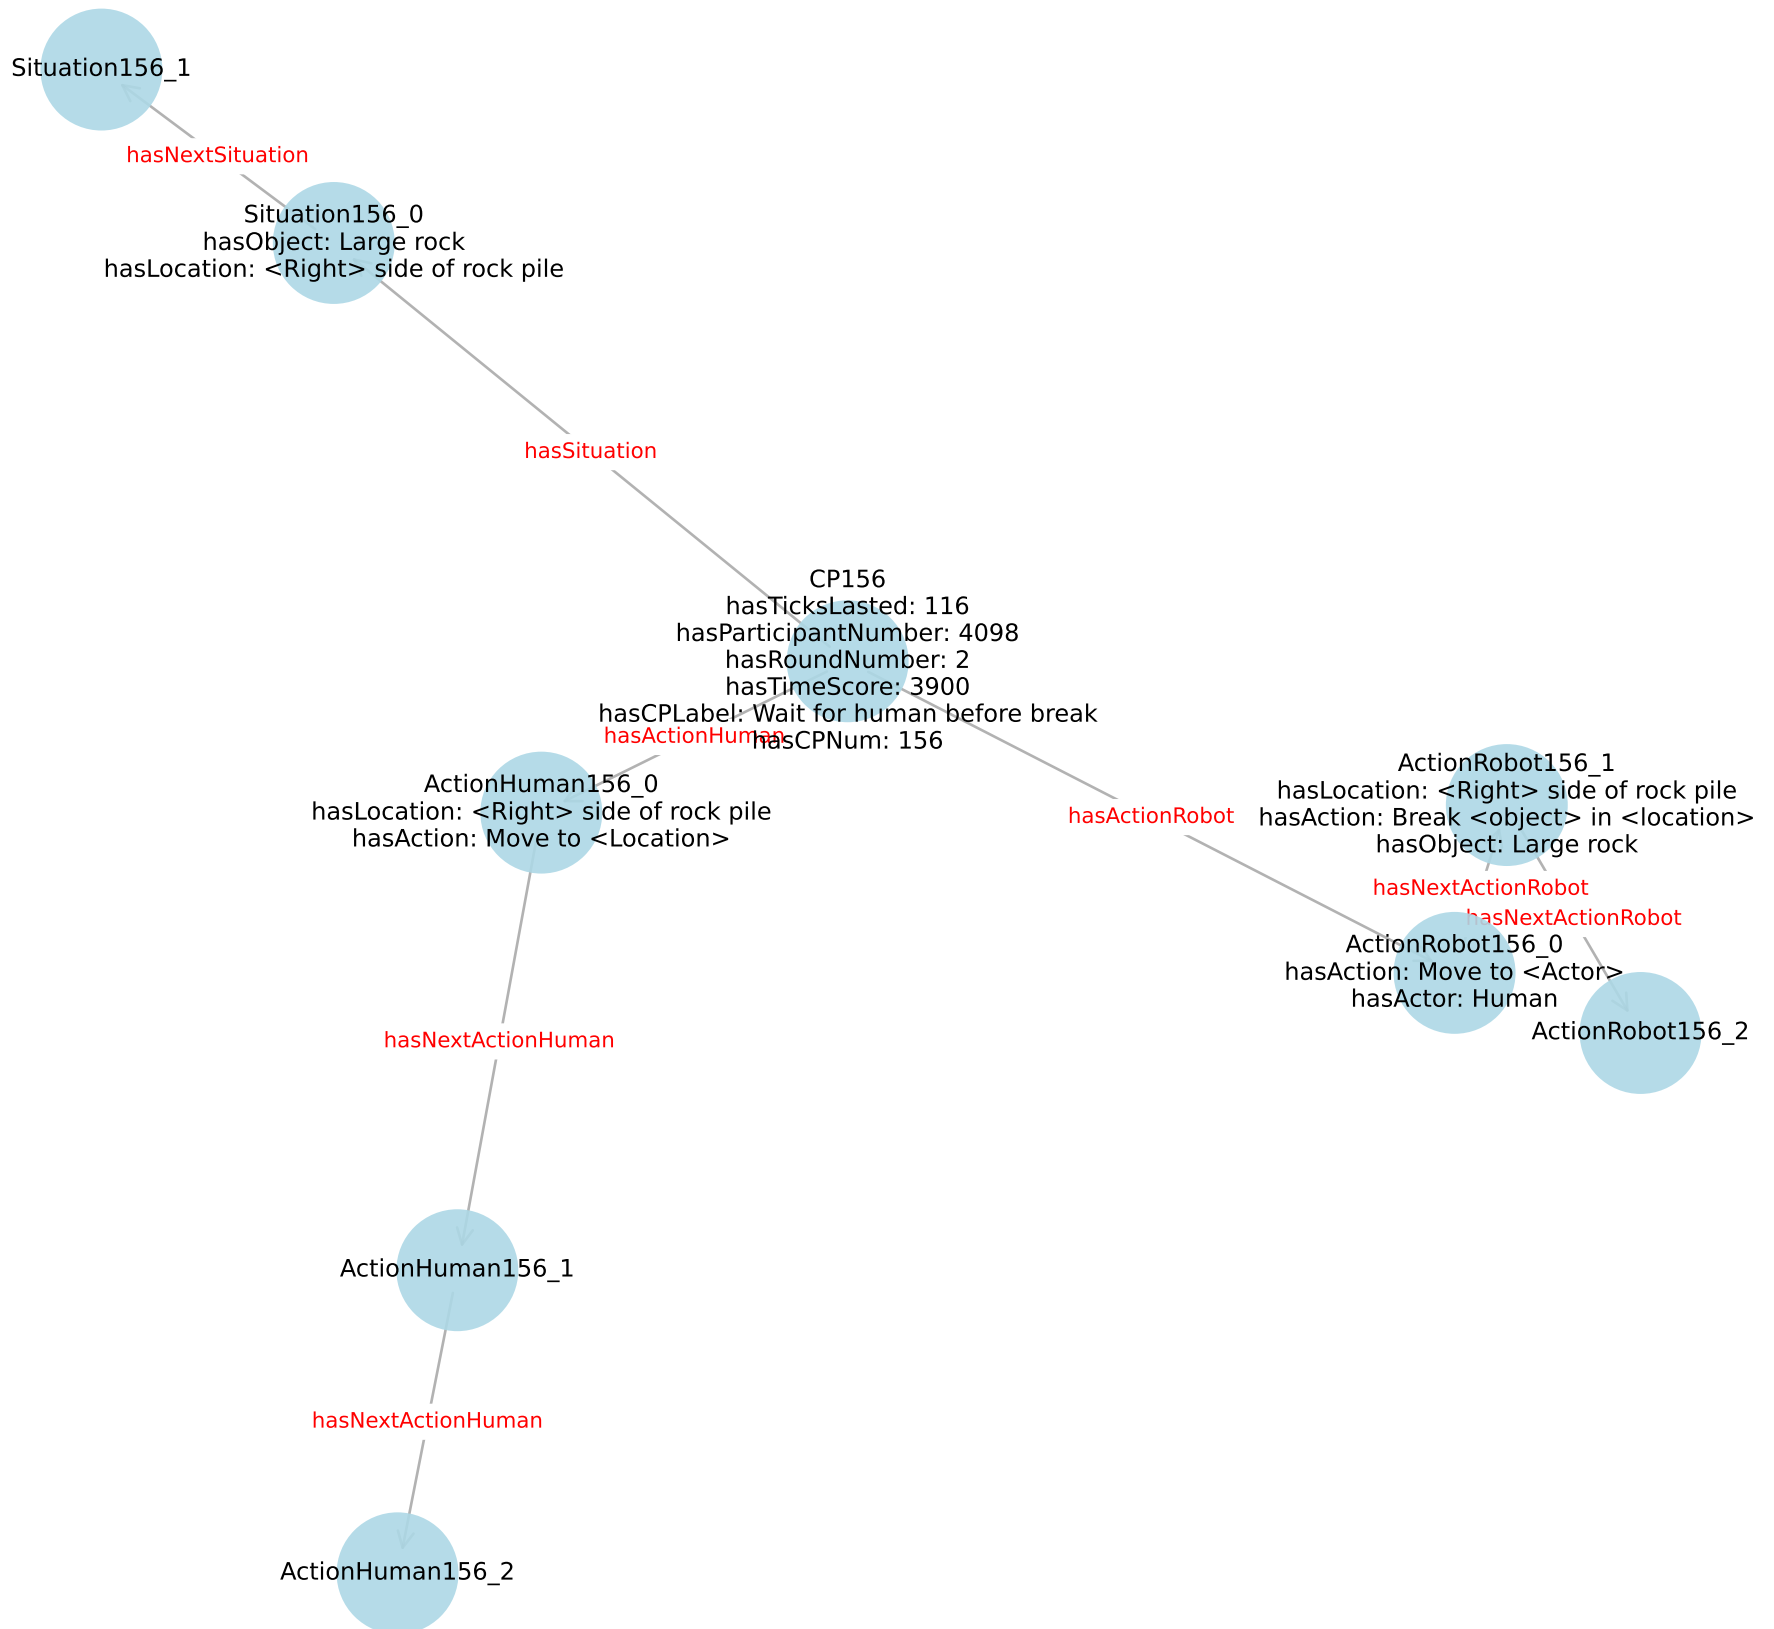 Situation156_1
hasNextSituation
Situation156_0
hasObject: Large rock
hasLocation: <Right> side of rock pile
hasSituation
CP156
hasTicksLasted: 116
hasParticipantNumber: 4098
hasRoundNumber: 2
hasTimeScore: 3900
hasCPLabel: Wait for human before break
hasCPNum: 156
hasActionHuman
ActionHuman156_0
hasLocation: <Right> side of rock pile
hasAction: Move to <Location>
hasActionRobot
ActionRobot156_1
hasLocation: <Right> side of rock pile
hasAction: Break <object> in <location>
hasObject: Large rock
hasNextActionRobot
hasNextActionRobot
ActionRobot156_0
hasAction: Move to <Actor>
hasActor: Human
ActionRobot156_2
hasNextActionHuman
ActionHuman156_1
hasNextActionHuman
ActionHuman156_2